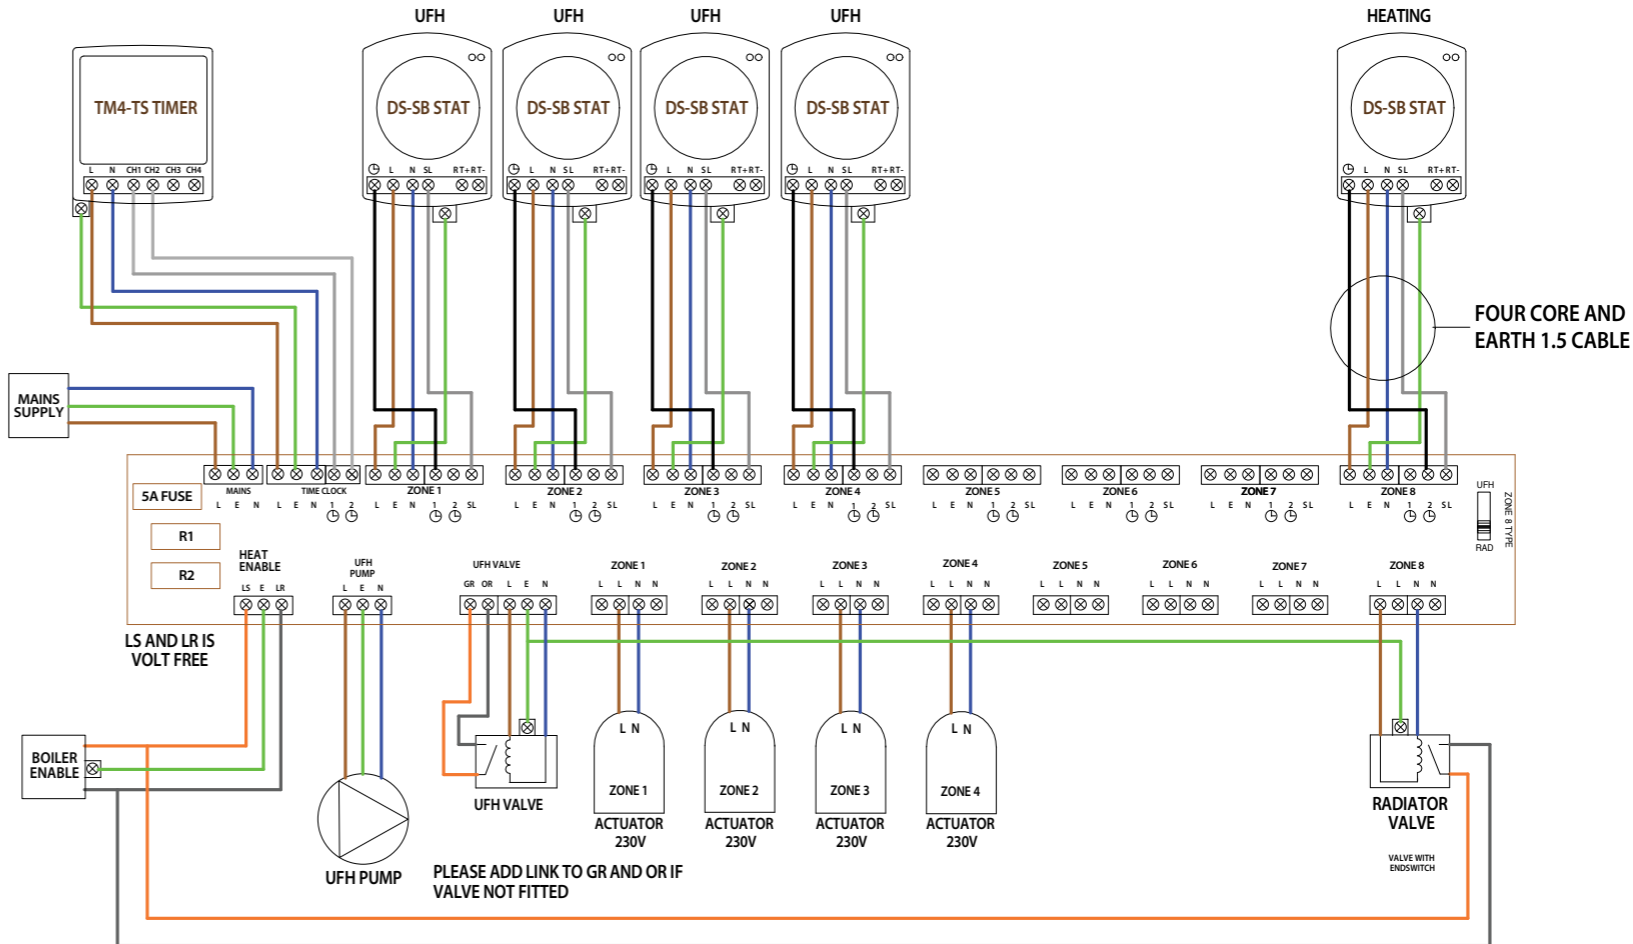 UFH UFH UFH UFH HEATING
TM4-TS TIMER DS-SB STAT DS-SB STAT DS-SB STAT DS-SB STAT DS-SB STAT
L N CH1 CH2 CH3 CH4
L N SL RT+ RT-
L N SL RT+ RT-
L N SL RT+ RT-
L N SL RT+ RT-
L N SL RT+ RT-
FOUR CORE AND
EARTH 1.5 CABLE
MAINS
SUPPLY
5A FUSE
R1
R2
MAINS TIME CLOCK ZONE 1 ZONE 2 ZONE 3 ZONE 4 ZONE 5 ZONE 6 ZONE 7 ZONE 8
L E N
L E N 1 2
L E N 1 2 SL
L E N 1 2 SL
L E N 1 2 SL
L E N 1 2 SL
L E N 1 2 SL
L E N 1 2 SL
L E N 1 2 SL
L E N 1 2 SL
UFH
RAD
ZONE 8 TYPE
HEAT
ENABLE
LS E LR
UFH
PUMP
L E N
UFH VALVE
GR OR L E N
ZONE 1
L L N N
ZONE 2
L L N N
ZONE 3
L L N N
ZONE 4
L L N N
ZONE 5
L L N N
ZONE 6
L L N N
ZONE 7
L L N N
ZONE 8
L L N N
LS AND LR IS
VOLT FREE
BOILER
ENABLE
UFH PUMP
UFH VALVE
L N
ZONE 1
ACTUATOR
230V
L N
ZONE 2
ACTUATOR
230V
L N
ZONE 3
ACTUATOR
230V
L N
ZONE 4
ACTUATOR
230V
RADIATOR
VALVE
VALVE WITH
ENDSWITCH
PLEASE ADD LINK TO GR AND OR IF
VALVE NOT FITTED